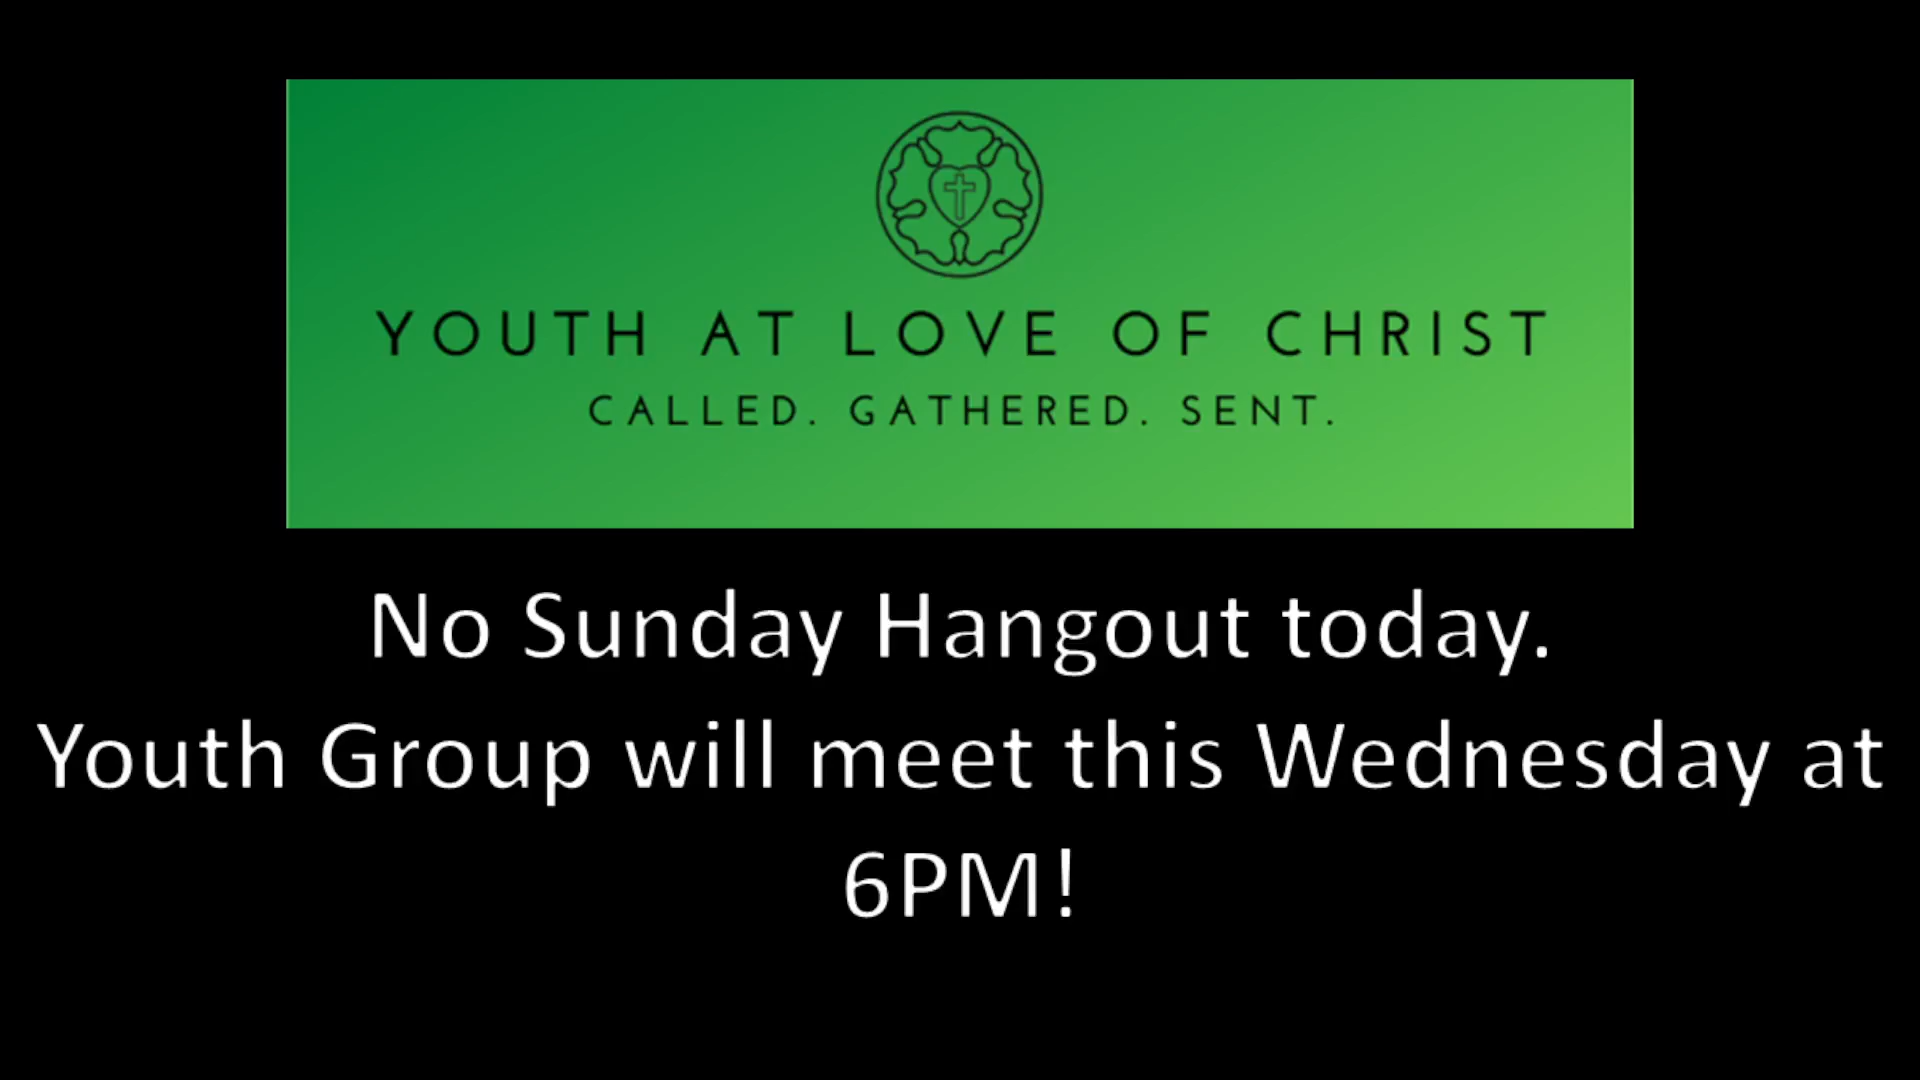 YOUTH AT LOVE OF CHRIST
CALLED. GATHERED. SENT.
No Sunday Hangout today.
Youth Group will meet this Wednesday at
6PM!